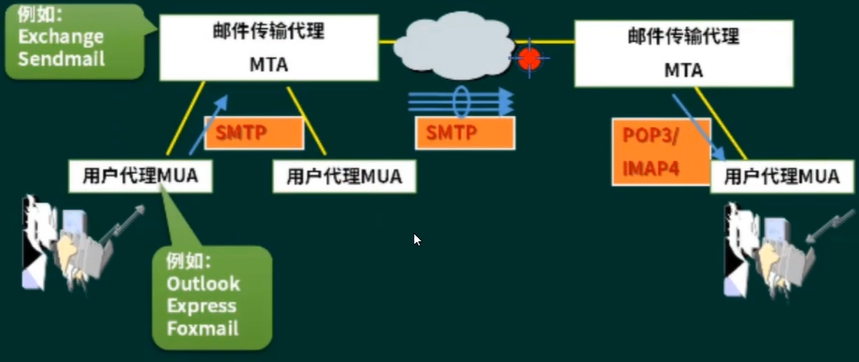 例如：
Exchange
Sendmail
邮件传输代理
MTA
邮件传输代理
MTA
SMTP
SMTP
POP3/
IMAP4
用户代理MUA
用户代理MUA
用户代理MUA
例如：
Outlook
Express
Foxmail